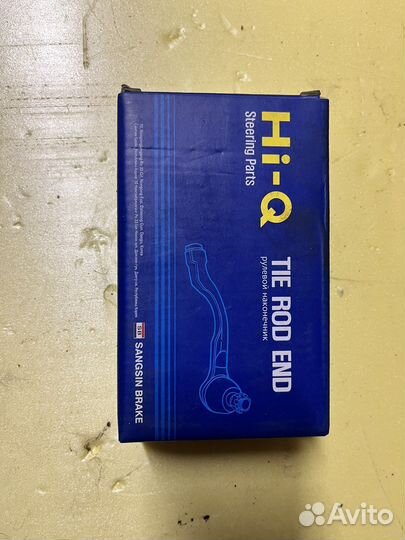 Hi-Q
Steering Parts
TIE ROD END
рулевой наконечник
SANGSIN BRAKE
Avito